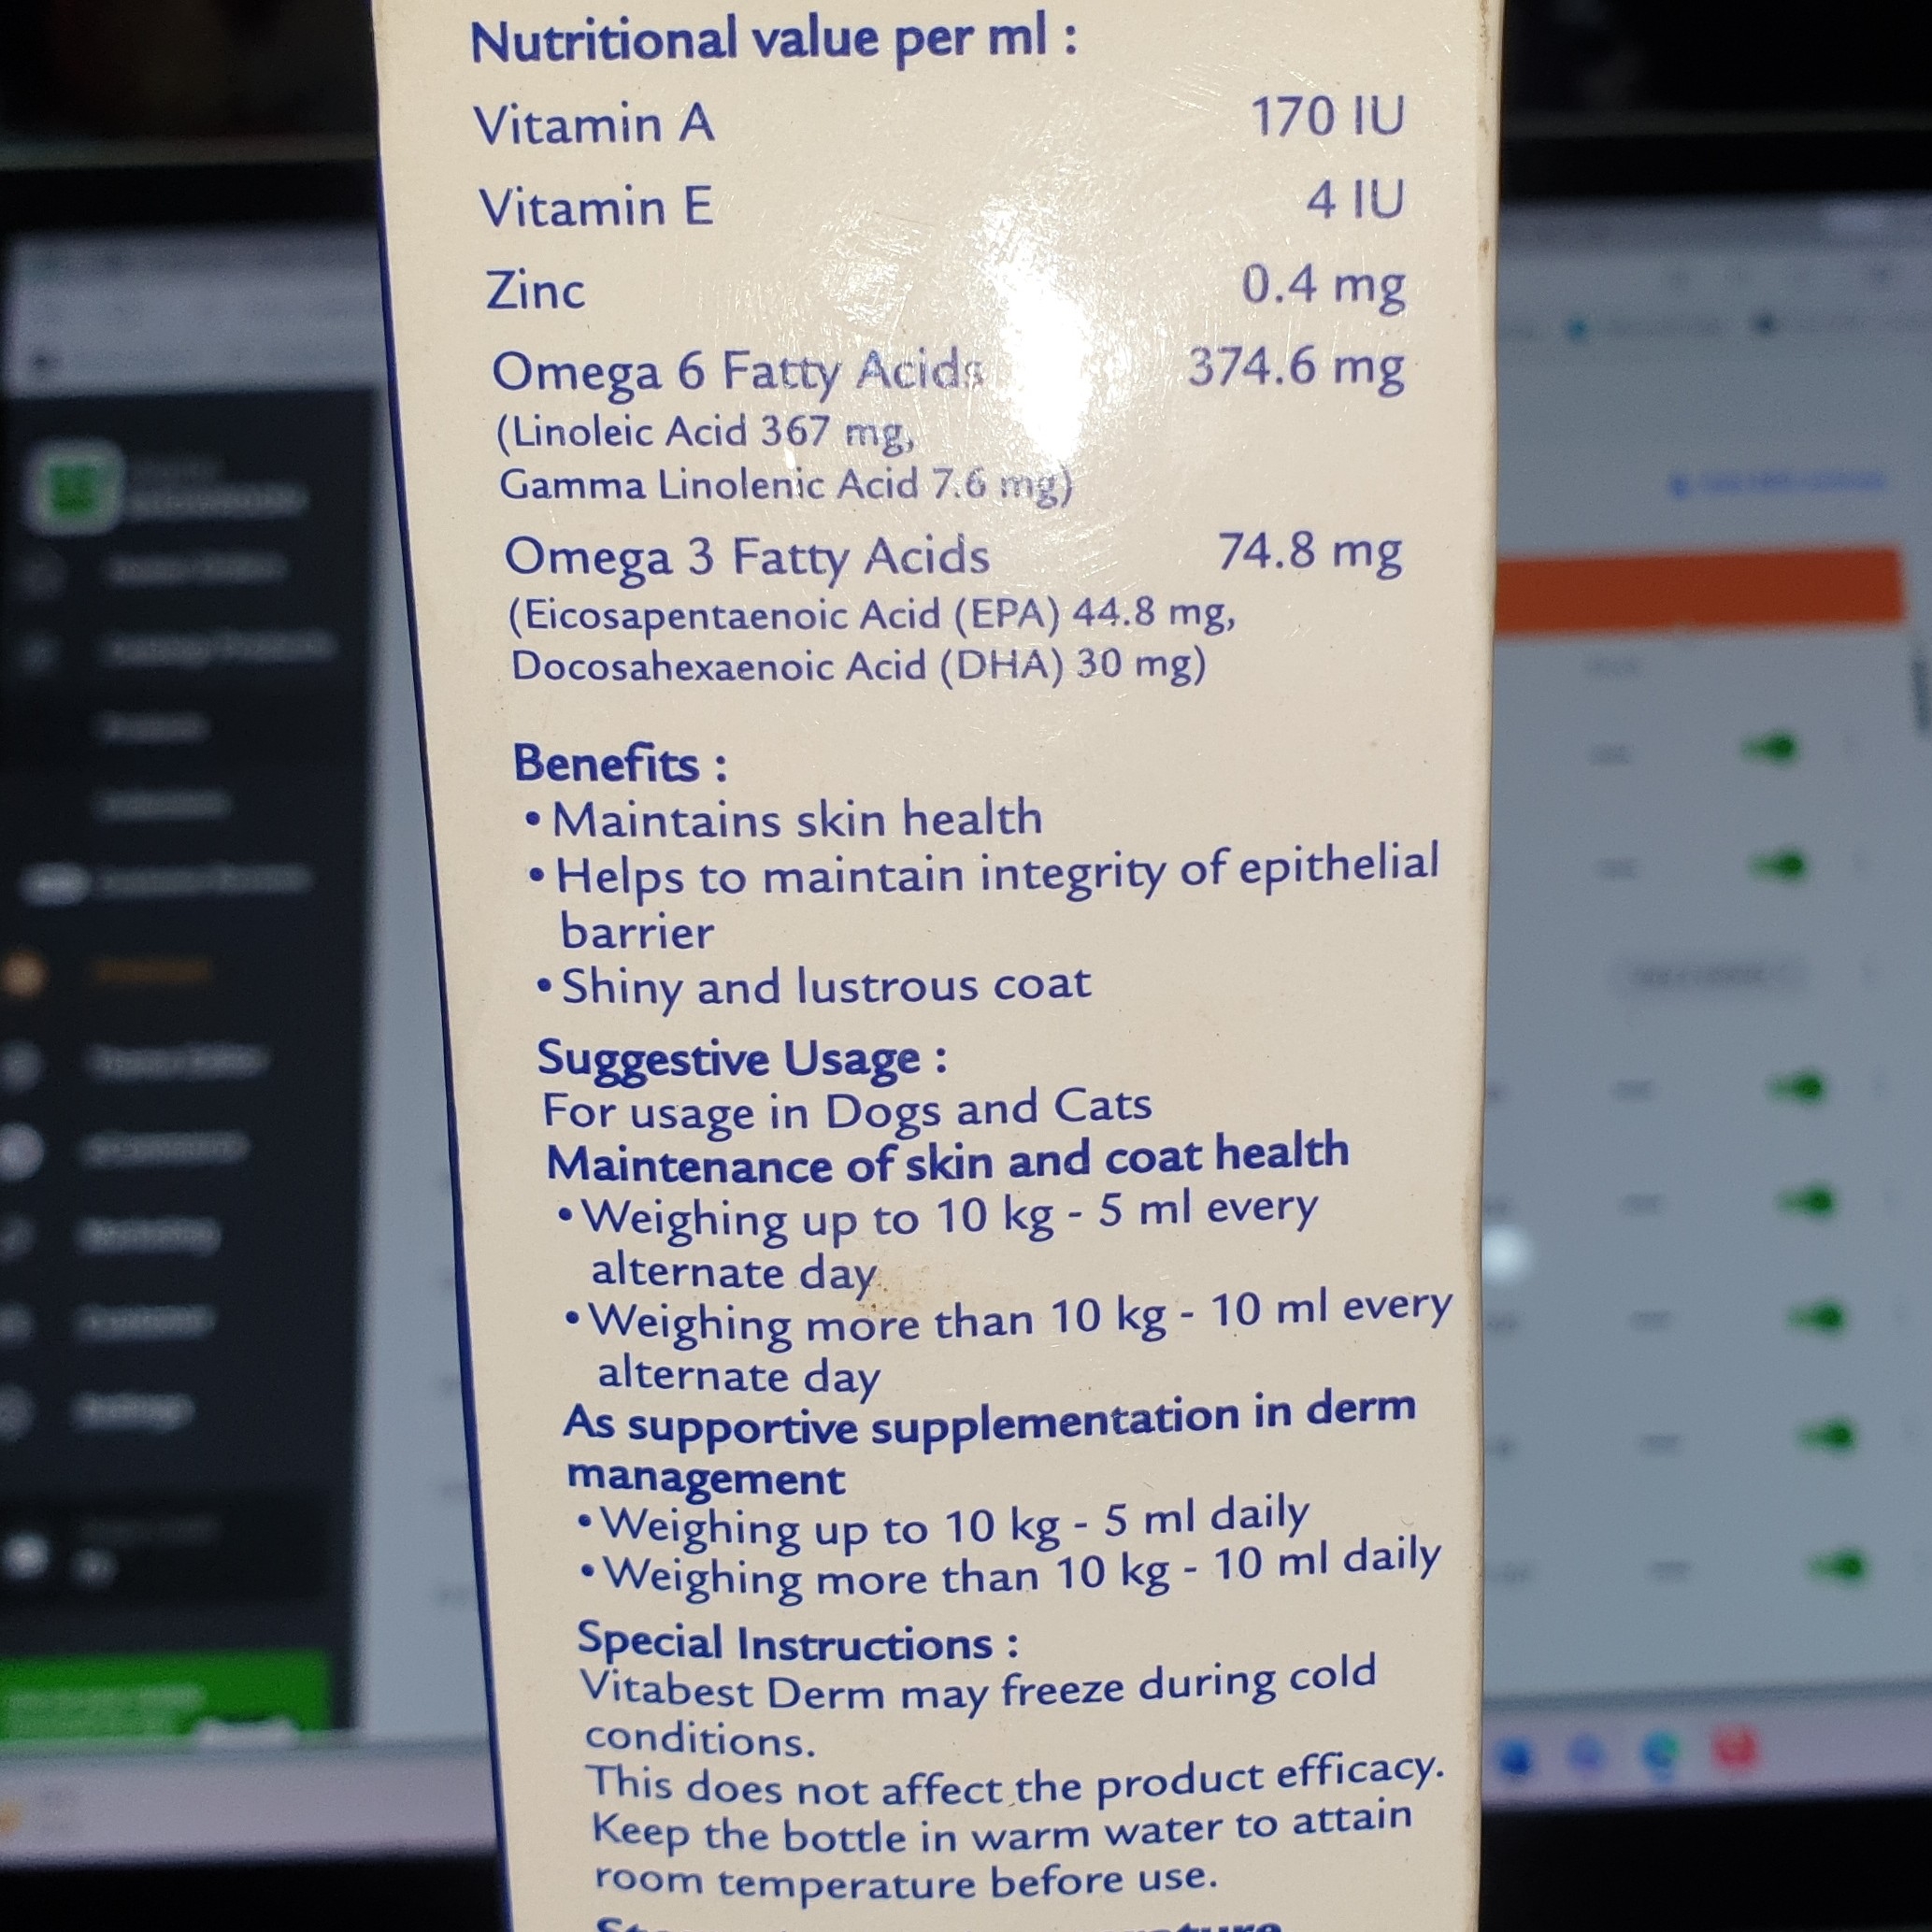 Nutritional value per ml :
Vitamin A 170 IU
Vitamin E 4 IU
Zinc 0.4 mg
Omega 6 Fatty Acids 374.6 mg
(Linoleic Acid 367 mg,
Gamma Linolenic Acid 7.6 mg)
Omega 3 Fatty Acids 74.8 mg
(Eicosapentaenoic Acid (EPA) 44.8 mg,
Docosahexaenoic Acid (DHA) 30 mg)
Benefits :
• Maintains skin health
• Helps to maintain integrity of epithelial
barrier
• Shiny and lustrous coat
Suggestive Usage :
For usage in Dogs and Cats
Maintenance of skin and coat health
• Weighing up to 10 kg - 5 ml every
alternate day
• Weighing more than 10 kg - 10 ml every
alternate day
As supportive supplementation in derm
management
• Weighing up to 10 kg - 5 ml daily
• Weighing more than 10 kg - 10 ml daily
Special Instructions :
Vitabest Derm may freeze during cold
conditions.
This does not affect the product efficacy.
Keep the bottle in warm water to attain
room temperature before use.